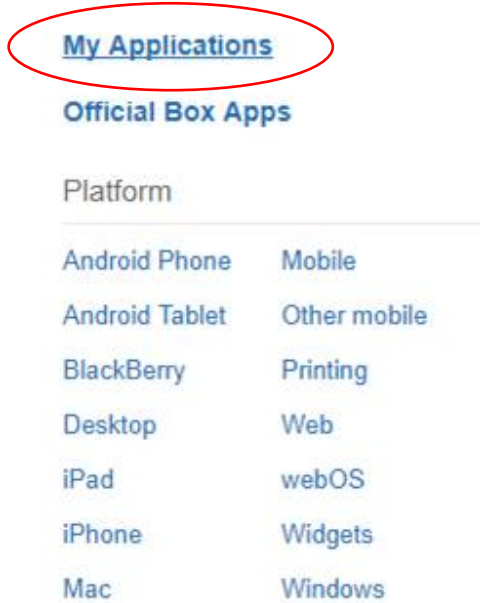 My Applications
Official Box Apps
Platform
Android Phone Mobile
Android Tablet Other mobile
BlackBerry Printing
Desktop Web
iPad webOS
iPhone Widgets
Mac Windows